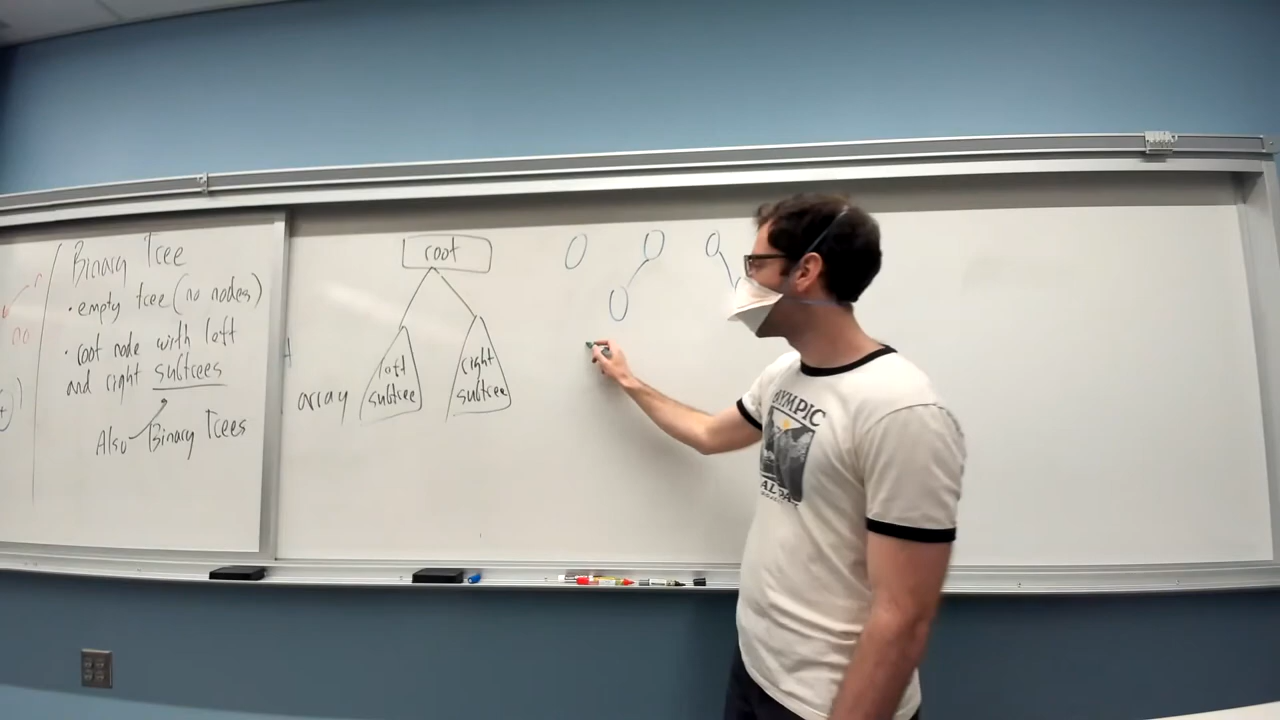 Binary Tree
· empty tree (no nodes)
· root node with left
and right subtrees
Also Binary Trees
no
root
array
left
subtree
right
subtree
OLYMPIC